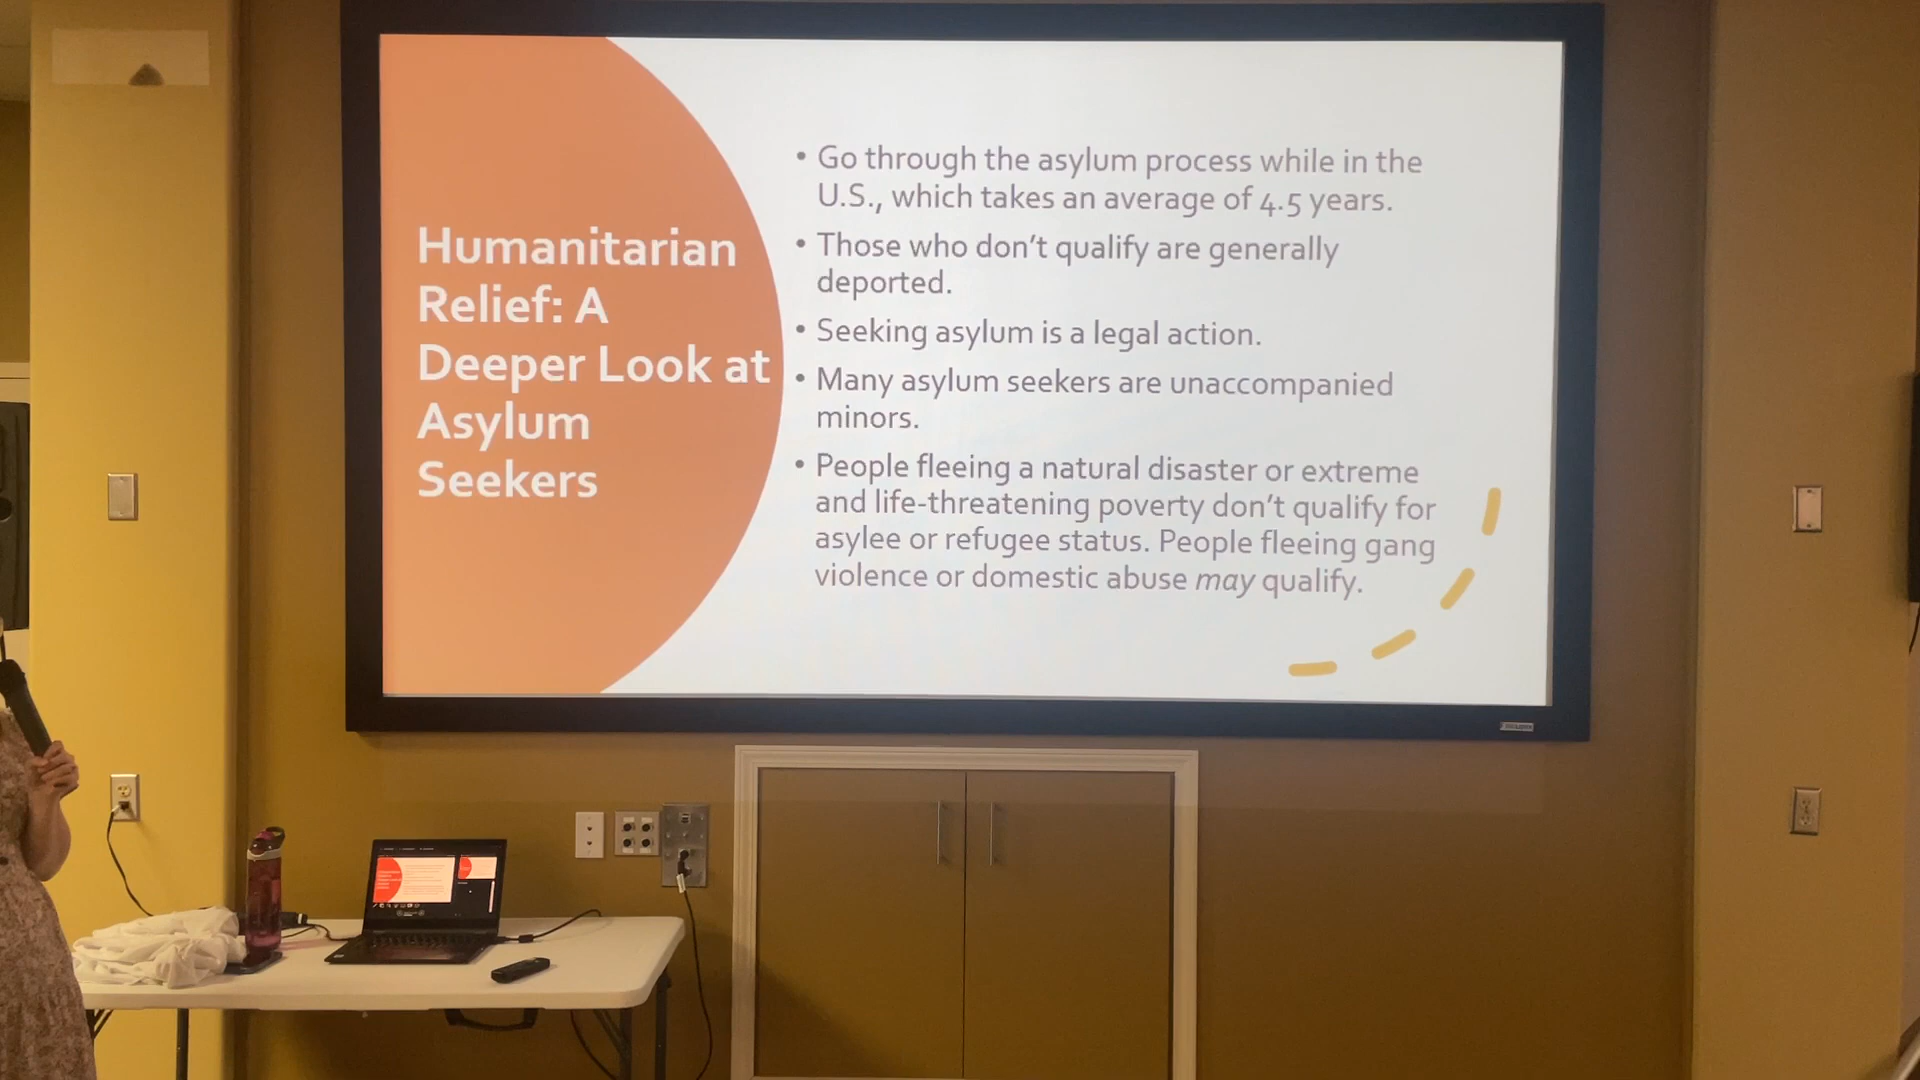 Humanitarian
Relief: A
Deeper Look at
Asylum
Seekers
• Go through the asylum process while in the
U.S., which takes an average of 4.5 years.
• Those who don't qualify are generally
deported.
• Seeking asylum is a legal action.
• Many asylum seekers are unaccompanied
minors.
• People fleeing a natural disaster or extreme
and life-threatening poverty don't qualify for
asylee or refugee status. People fleeing gang
violence or domestic abuse may qualify.